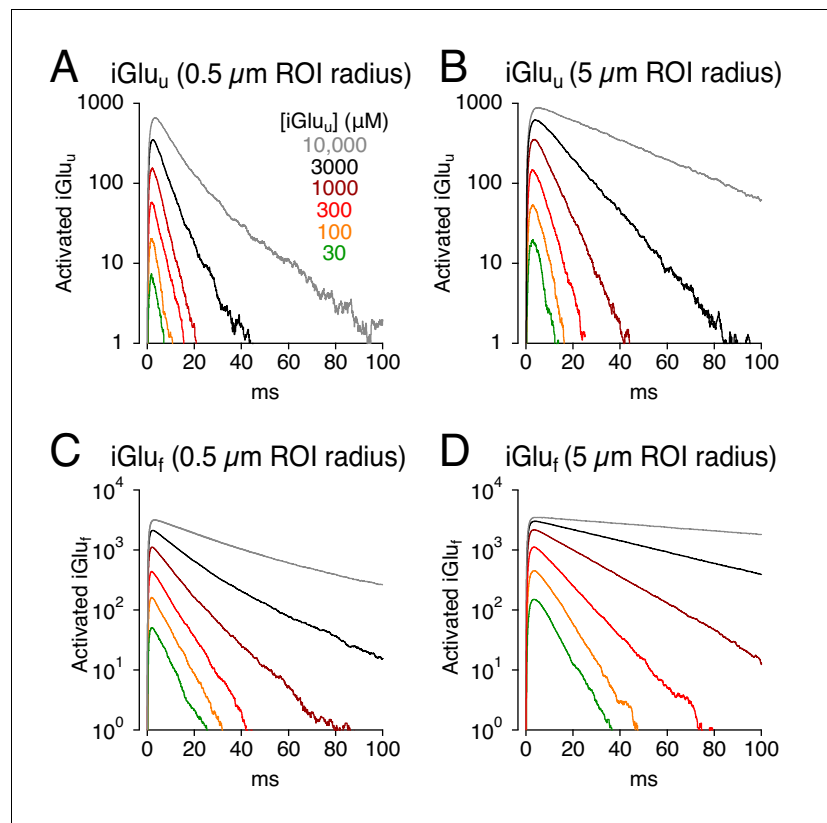 A iGluu (0.5 µm ROI radius)
1000
100
10
1
Activated iGluu
[iGluu] (µM)
10,000
3000
1000
300
100
30
0 20 40 60 80 100
ms
B iGluu (5 µm ROI radius)
1000
100
10
1
Activated iGluu
0 20 40 60 80 100
ms
C iGluf (0.5 µm ROI radius)
10⁴
10³
10²
10¹
10⁰
Activated iGluf
0 20 40 60 80 100
ms
D iGluf (5 µm ROI radius)
10⁴
10³
10²
10¹
10⁰
Activated iGluf
0 20 40 60 80 100
ms